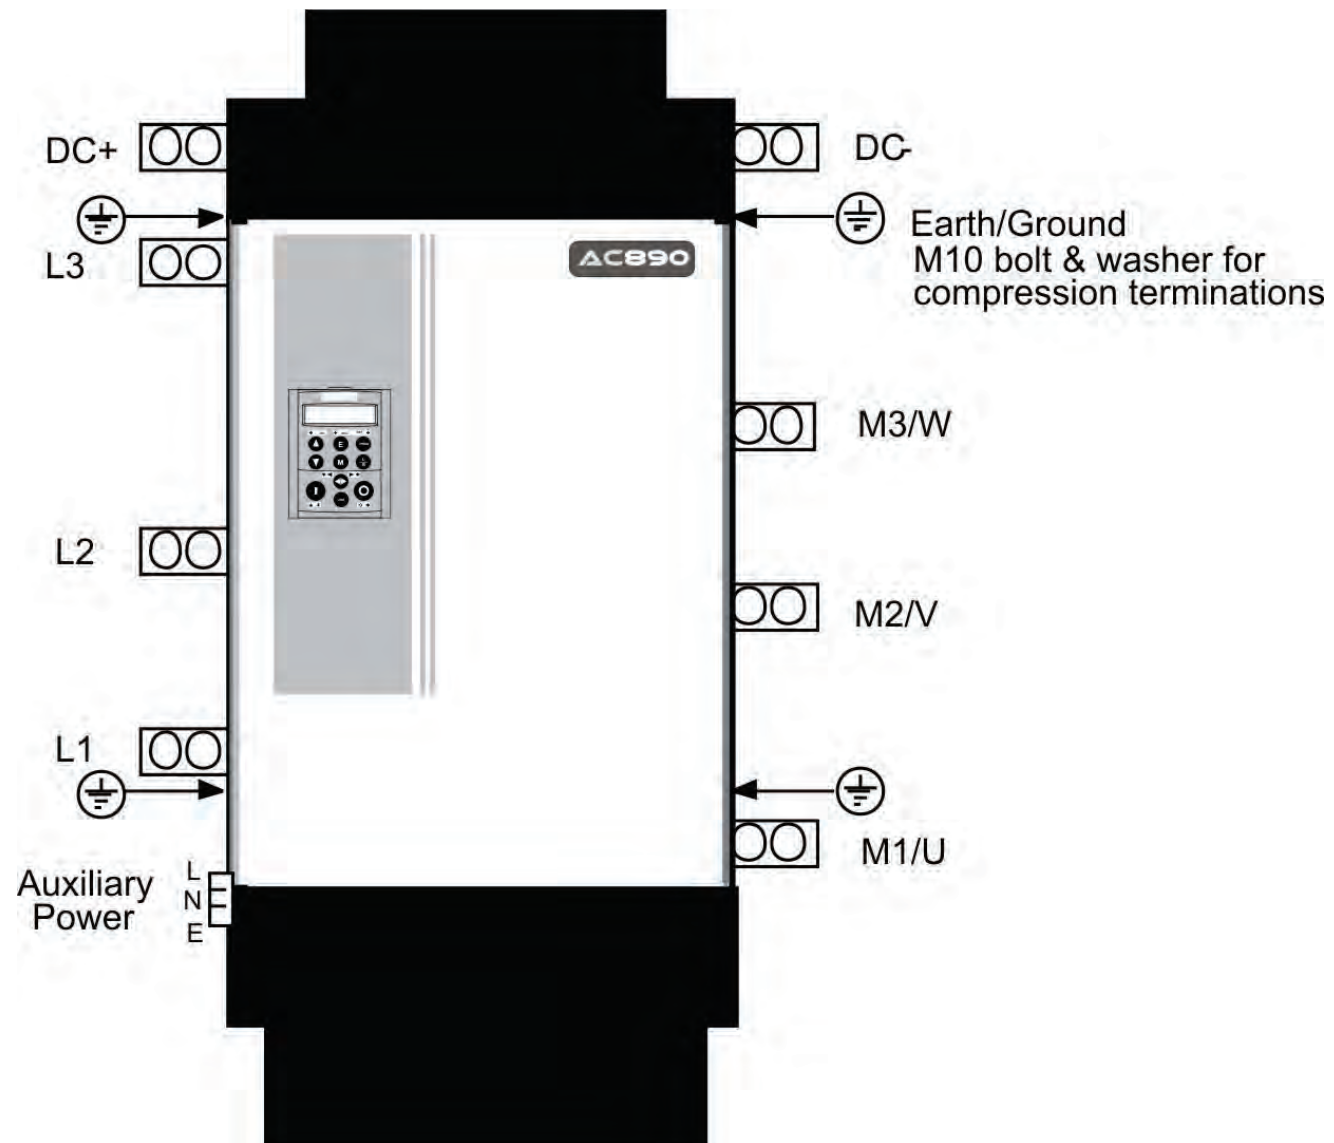 DC+
DC-
Earth/Ground
M10 bolt & washer for
compression terminations
L3
AC890
M3/W
E
M
L2
M2/V
L1
M1/U
Auxiliary
Power
L
N
E